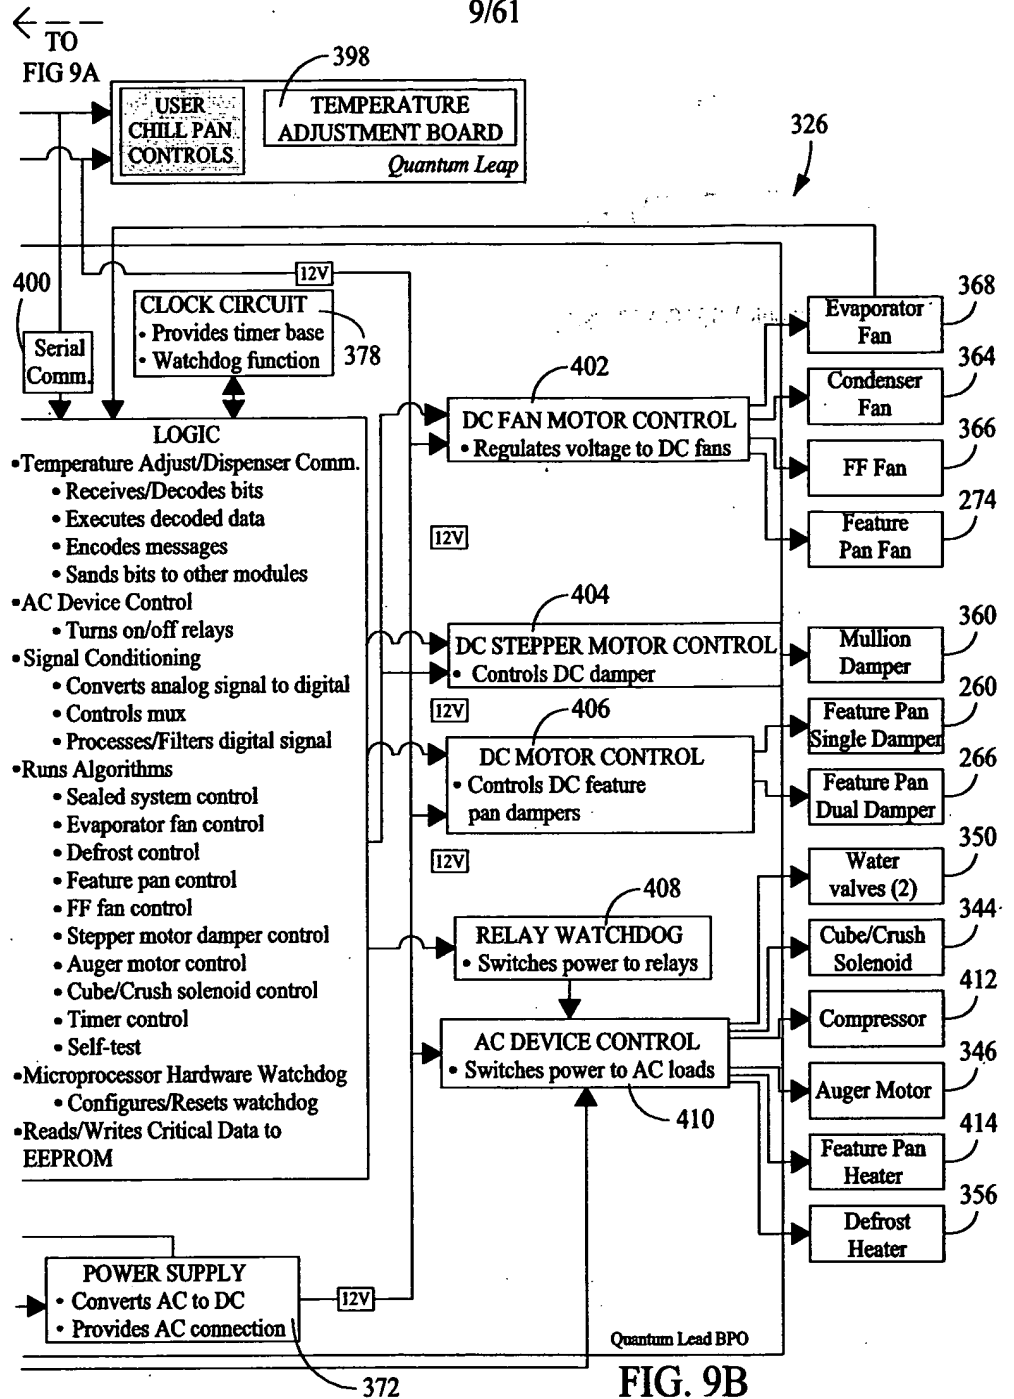 9/61
TO
FIG 9A
398
USER
CHILL PAN
CONTROLS
TEMPERATURE
ADJUSTMENT BOARD
Quantum Leap
326
400
12V
CLOCK CIRCUIT
• Provides timer base
• Watchdog function
378
Serial
Comm.
LOGIC
•Temperature Adjust/Dispenser Comm.
• Receives/Decodes bits
• Executes decoded data
• Encodes messages
• Sands bits to other modules
•AC Device Control
• Turns on/off relays
•Signal Conditioning
• Converts analog signal to digital
• Controls mux
• Processes/Filters digital signal
•Runs Algorithms
• Sealed system control
• Evaporator fan control
• Defrost control
• Feature pan control
• FF fan control
• Stepper motor damper control
• Auger motor control
• Cube/Crush solenoid control
• Timer control
• Self-test
•Microprocessor Hardware Watchdog
• Configures/Resets watchdog
•Reads/Writes Critical Data to
EEPROM
402
DC FAN MOTOR CONTROL
• Regulates voltage to DC fans
12V
404
DC STEPPER MOTOR CONTROL
• Controls DC damper
12V
406
DC MOTOR CONTROL
• Controls DC feature
pan dampers
12V
408
RELAY WATCHDOG
• Switches power to relays
AC DEVICE CONTROL
• Switches power to AC loads
410
Evaporator
Fan
368
Condenser
Fan
364
FF Fan
366
Feature
Pan Fan
274
Mullion
Damper
360
Feature Pan
Single Damper
260
Feature Pan
Dual Damper
266
Water
valves (2)
350
Cube/Crush
Solenoid
344
Compressor
412
Auger Motor
346
Feature Pan
Heater
414
Defrost
Heater
356
POWER SUPPLY
• Converts AC to DC
• Provides AC connection
12V
372
Quantum Lead BPO
FIG. 9B